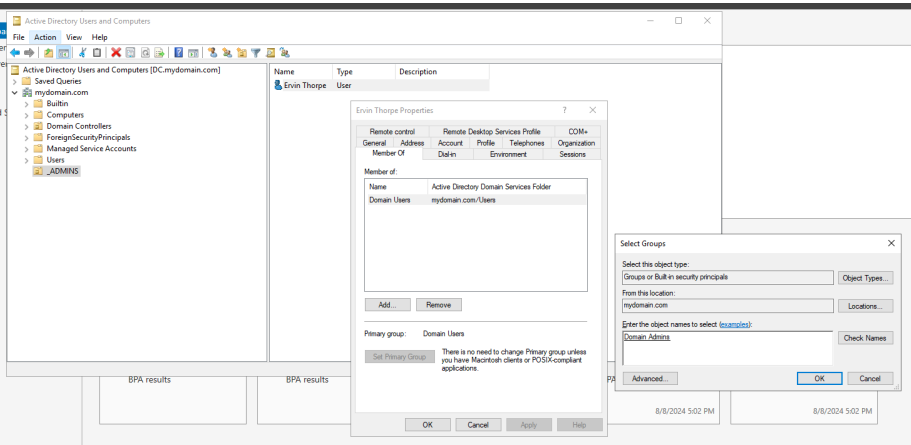 Active Directory Users and Computers
File Action View Help
Active Directory Users and Computers [DC.mydomain.com]
Saved Queries
mydomain.com
Builtin
Computers
Domain Controllers
ForeignSecurityPrincipals
Managed Service Accounts
Users
_ADMINS
Name Type Description
Ervin Thorpe User
Ervin Thorpe Properties
Remote control Remote Desktop Services Profile COM+
General Address Account Profile Telephones Organization
Member Of Dial-in Environment Sessions
Member of:
Name Active Directory Domain Services Folder
Domain Users mydomain.com/Users
Add... Remove
Primary group: Domain Users
Set Primary Group
There is no need to change Primary group unless
you have Macintosh clients or POSIX-compliant
applications.
OK Cancel Apply Help
Select Groups
Select this object type:
Groups or Built-in security principals Object Types...
From this location:
mydomain.com Locations...
Enter the object names to select (examples):
Domain Admins Check Names
Advanced... OK Cancel
BPA results BPA results
8/8/2024 5:02 PM 8/8/2024 5:02 PM